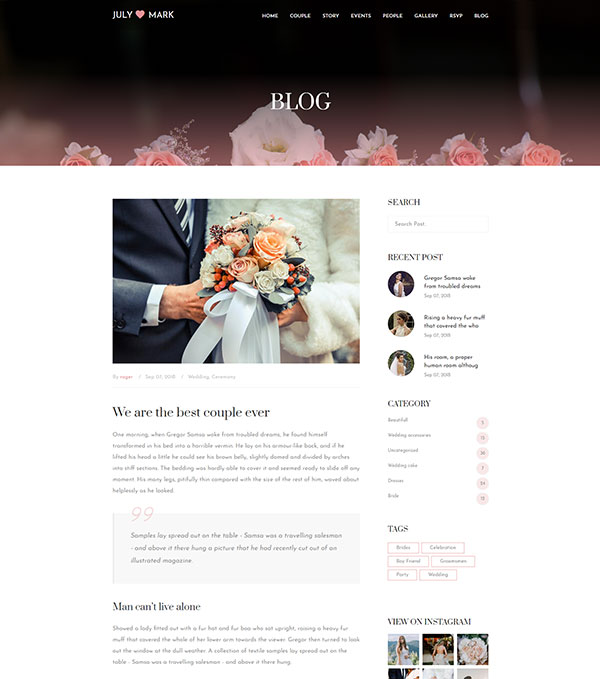 JULY MARK
HOME COUPLE STORY EVENTS PEOPLE GALLERY RSVP BLOG
BLOG
By roger / Sep 07, 2018 / Wedding, Ceremony
We are the best couple ever
One morning, when Gregor Samsa woke from troubled dreams, he found himself
transformed in his bed into a horrible vermin. He lay on his armour-like back, and if
he lifted his head a little he could see his brown belly, slightly domed and divided by arches
into stiff sections. The bedding was hardly able to cover it and seemed ready to slide off any
moment. His many legs, pitifully thin compared with the size of the rest of him, waved about
helplessly as he looked.
Samples lay spread out on the table - Samsa was a travelling salesman
- and above it there hung a picture that he had recently cut out of an
illustrated magazine.
Man can't live alone
Showed a lady fitted out with a fur hat and fur boa who sat upright, raising a heavy fur
muff that covered the whole of her lower arm towards the viewer. Gregor then turned to look
out the window at the dull weather. A collection of textile samples lay spread out on the
table - Samsa was a travelling salesman - and above it there hung.
SEARCH
Search Post..
RECENT POST
Gregor Samsa woke
from troubled dreams
Sep 07, 2018
Rising a heavy fur muff
that covered the who
Sep 07, 2018
His room, a proper
human room althoug
Sep 07, 2018
CATEGORY
Beautifull 5
Wedding accessories 13
Uncategorized 36
Wedding cake 7
Dresses 54
Bride 15
TAGS
Brides Celebration
Boy Friend Groomsmen
Party Wedding
VIEW ON INSTAGRAM